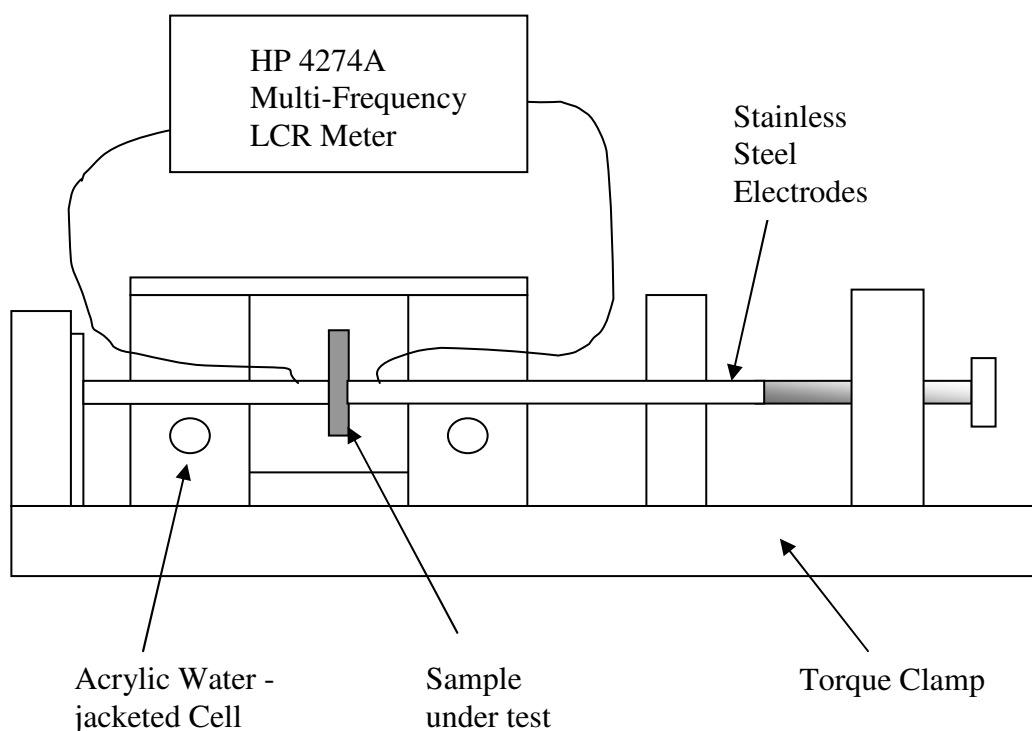 HP 4274A
Multi-Frequency
LCR Meter
Stainless
Steel
Electrodes
Acrylic Water -
jacketed Cell
Sample
under test
Torque Clamp